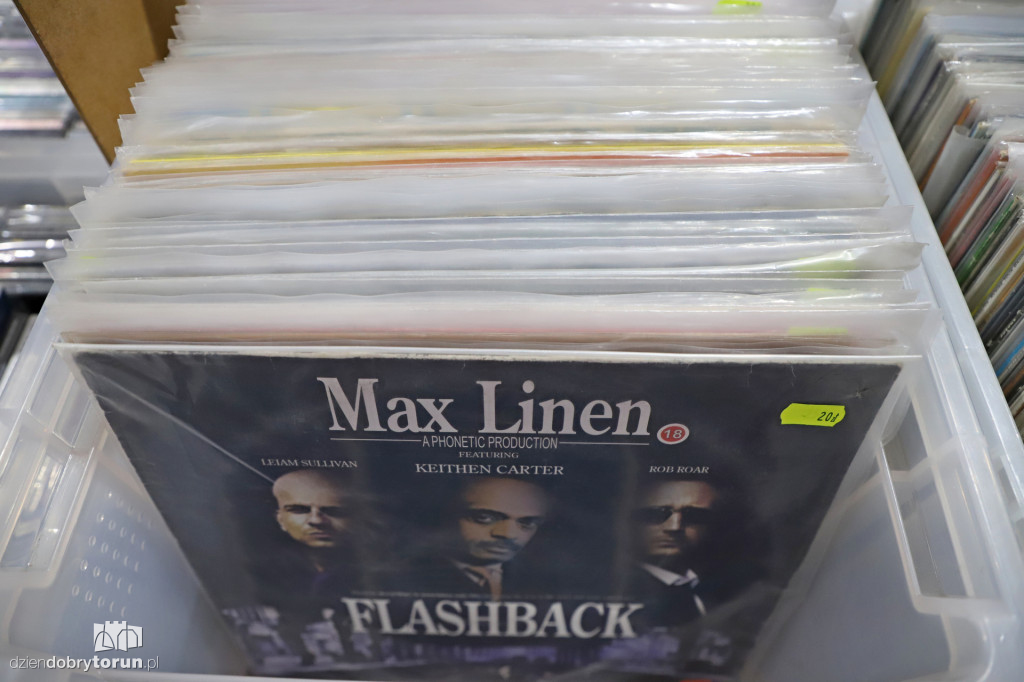 Max Linen
18
20zł
A PHONETIC PRODUCTION
FEATURING
LEIAM SULLIVAN
KEITHEN CARTER
ROB ROAR
FLASHBACK
dziendobrytorun.pl